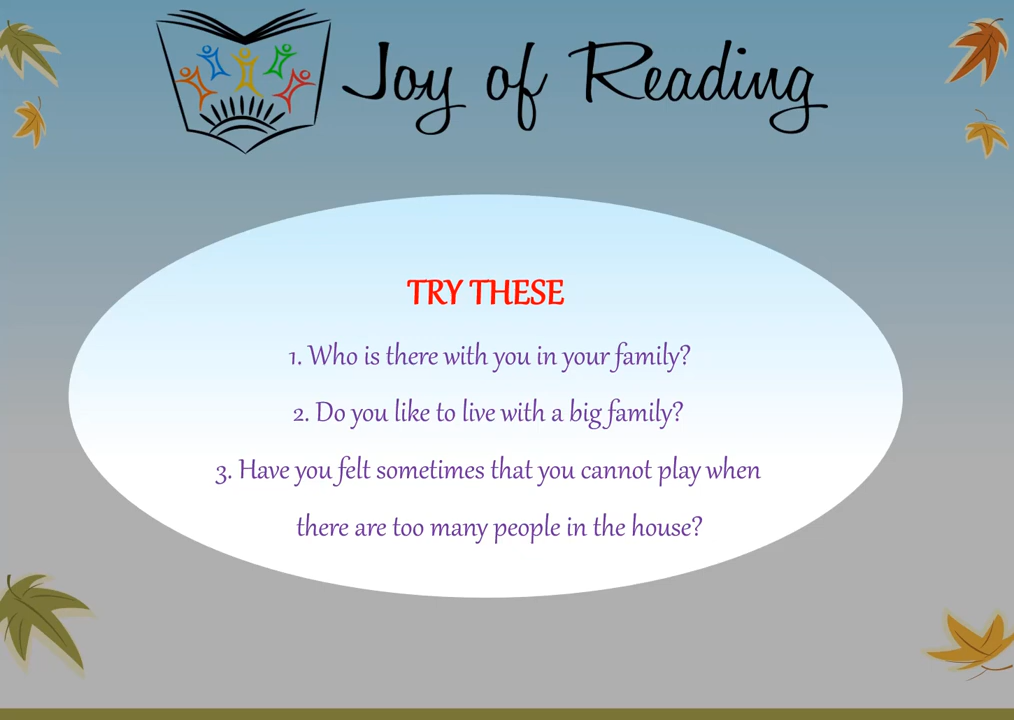 Joy of Reading
TRY THESE
1. Who is there with you in your family?
2. Do you like to live with a big family?
3. Have you felt sometimes that you cannot play when
there are too many people in the house?